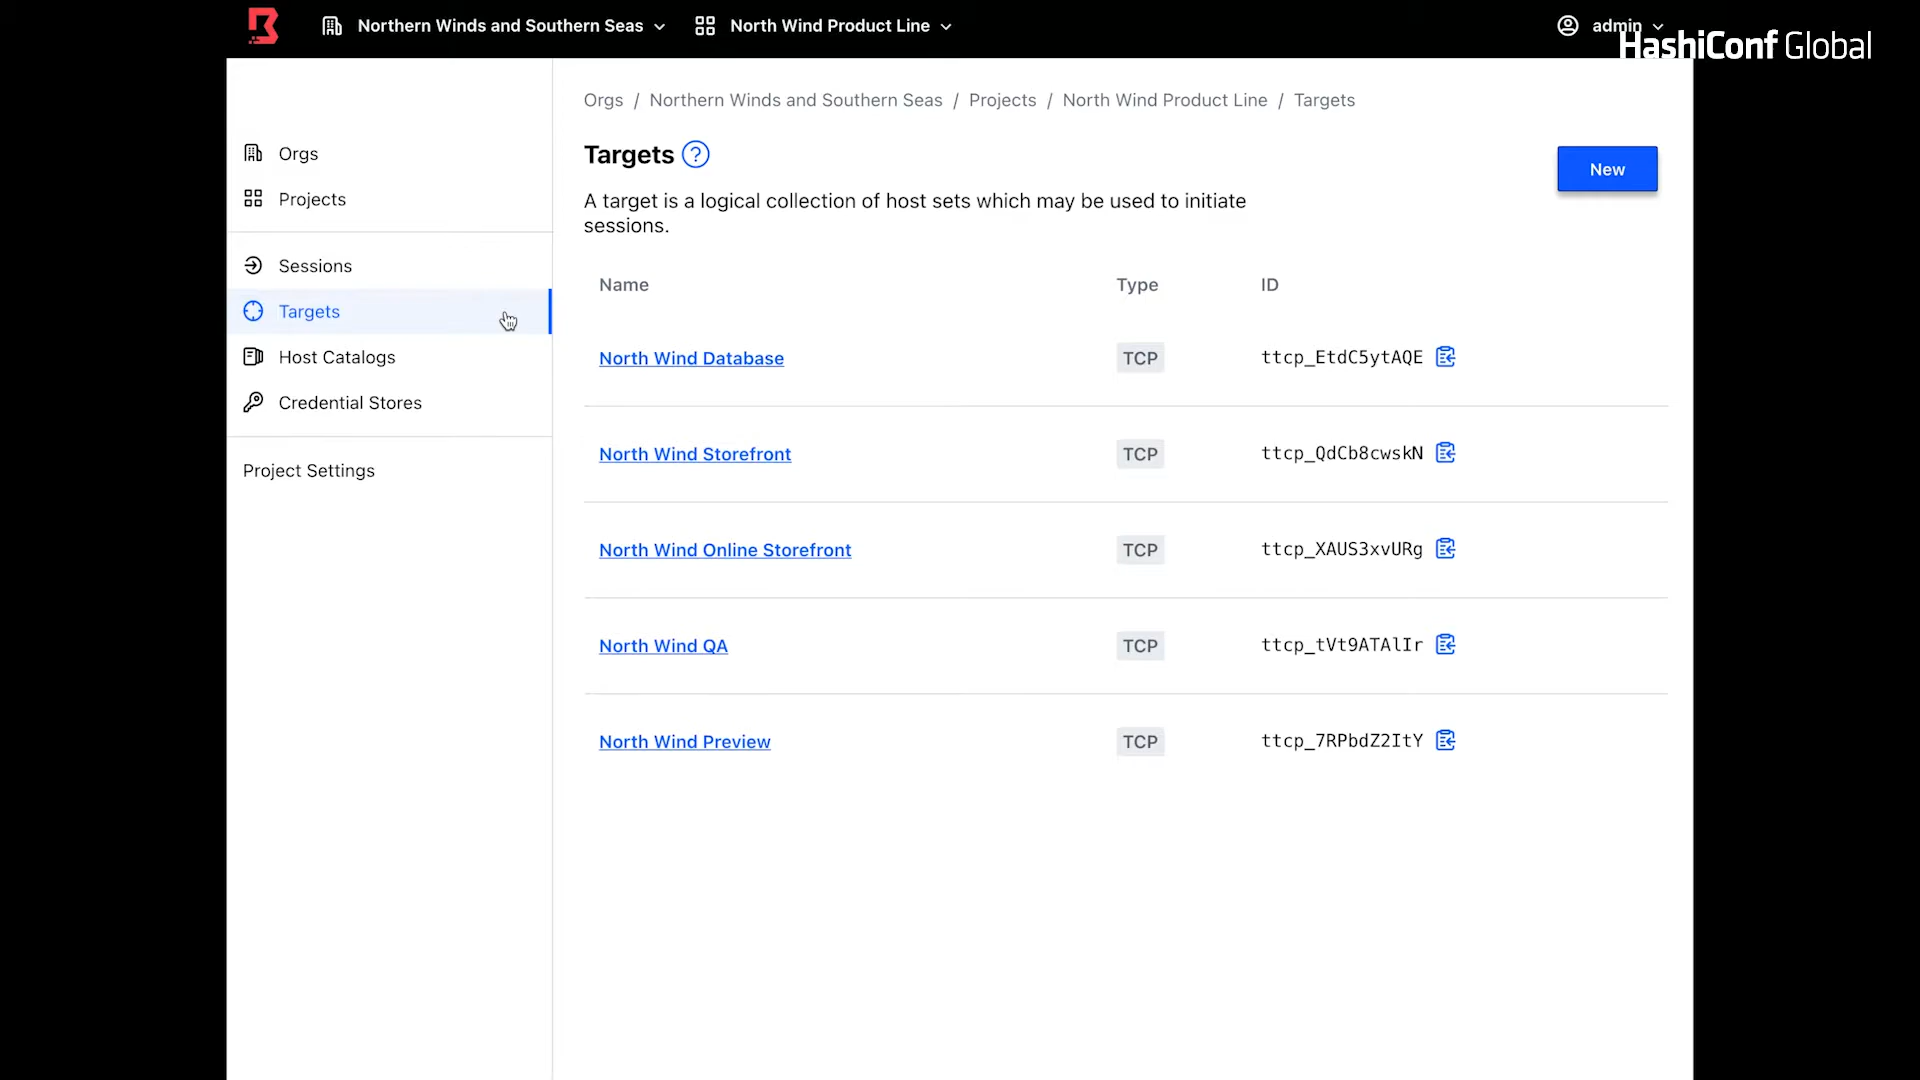 Northern Winds and Southern Seas
North Wind Product Line
admin
HashiConf Global
Orgs / Northern Winds and Southern Seas / Projects / North Wind Product Line / Targets
Orgs
Projects
Sessions
Targets
Host Catalogs
Credential Stores
Project Settings
Targets
New
A target is a logical collection of host sets which may be used to initiate
sessions.
Name Type ID
North Wind Database TCP ttcp_EtdC5ytAQE
North Wind Storefront TCP ttcp_QdCb8cwskN
North Wind Online Storefront TCP ttcp_XAUS3xvURg
North Wind QA TCP ttcp_tVt9ATAlIr
North Wind Preview TCP ttcp_7RPbdZ2ItY